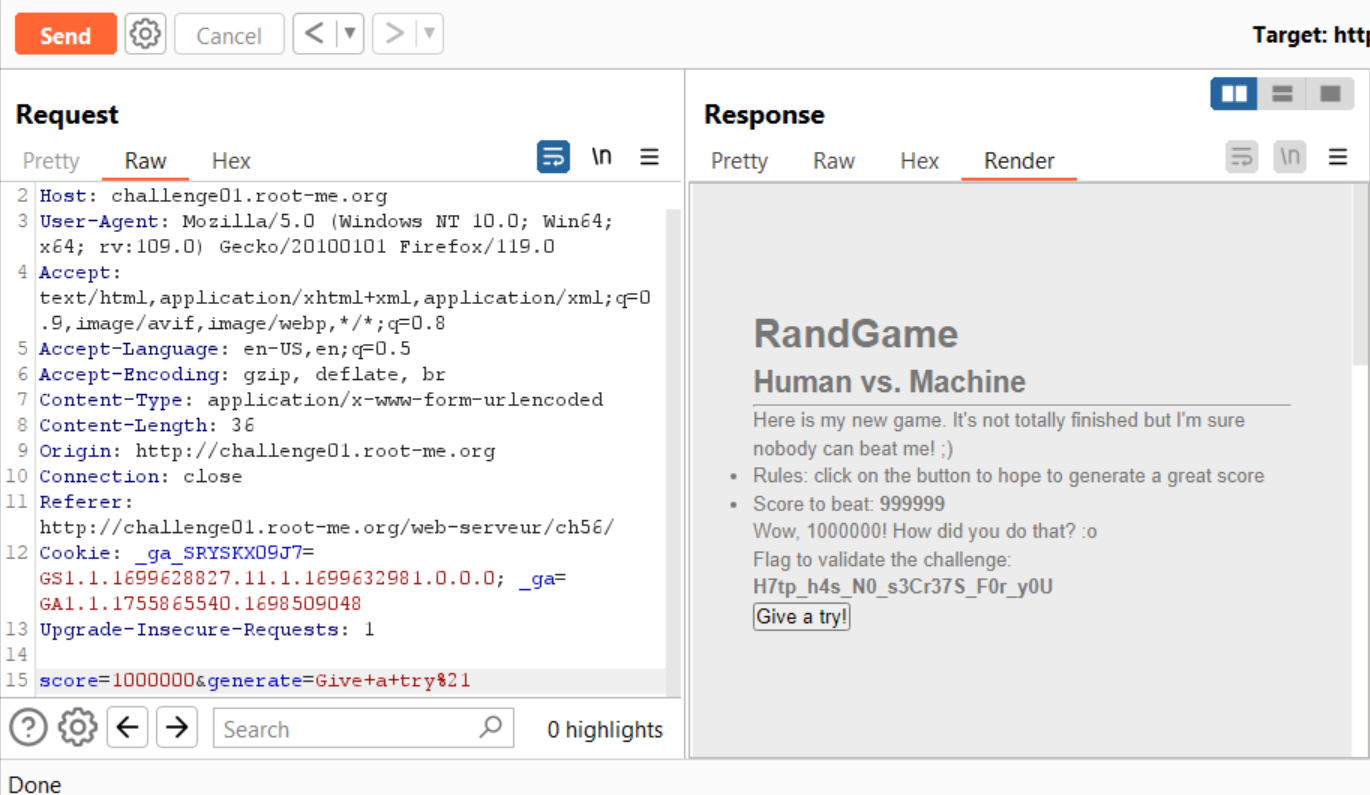 Send
Cancel
< ▼
> ▼
Target: http
Request
Pretty Raw Hex
\n
2 Host: challenge01.root-me.org
3 User-Agent: Mozilla/5.0 (Windows NT 10.0; Win64;
x64; rv:109.0) Gecko/20100101 Firefox/119.0
4 Accept:
text/html,application/xhtml+xml,application/xml;q=0
.9,image/avif,image/webp,*/*;q=0.8
5 Accept-Language: en-US,en;q=0.5
6 Accept-Encoding: gzip, deflate, br
7 Content-Type: application/x-www-form-urlencoded
8 Content-Length: 36
9 Origin: http://challenge01.root-me.org
10 Connection: close
11 Referer:
http://challenge01.root-me.org/web-serveur/ch56/
12 Cookie: _ga_SRYSKX09J7=
GS1.1.1699628827.11.1.1699632981.0.0.0; _ga=
GA1.1.1755865540.1698509048
13 Upgrade-Insecure-Requests: 1
14
15 score=1000000&generate=Give+a+try%21
? Search
0 highlights
Response
Pretty Raw Hex Render
\n
RandGame
Human vs. Machine
Here is my new game. It's not totally finished but I'm sure
nobody can beat me! ;)
• Rules: click on the button to hope to generate a great score
• Score to beat: 999999
Wow, 1000000! How did you do that? :o
Flag to validate the challenge:
H7tp_h4s_N0_s3Cr37S_F0r_y0U
Give a try!
Done